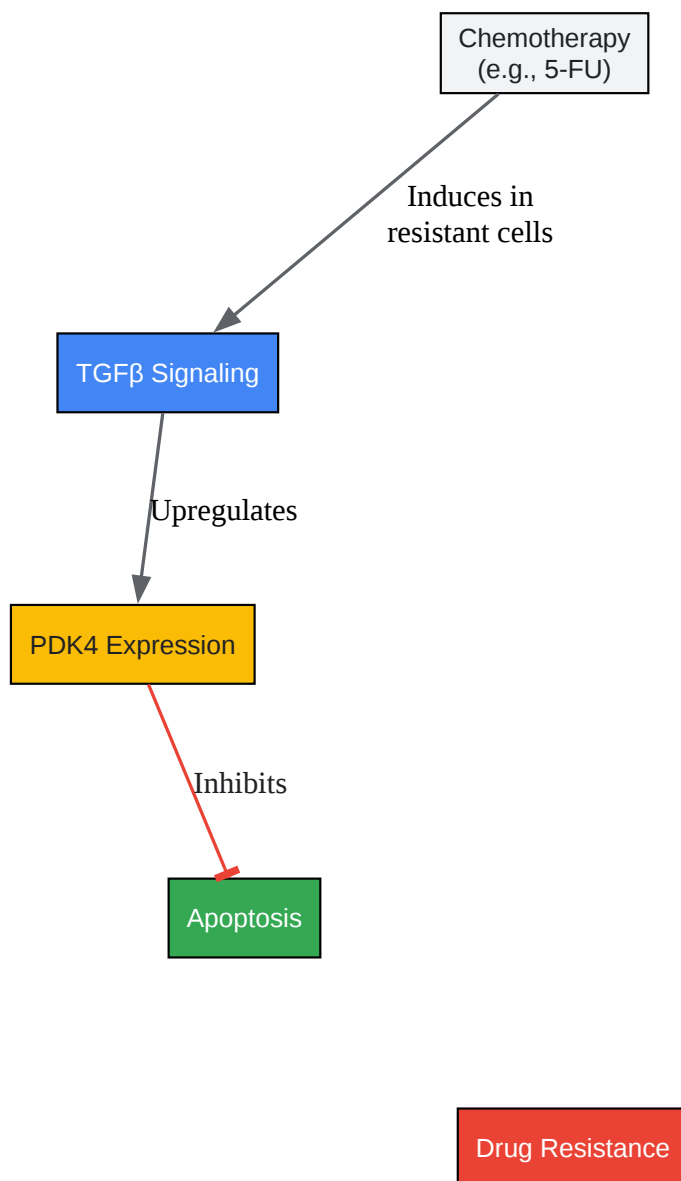 Chemotherapy
(e.g., 5-FU)
Induces in
resistant cells
TGFβ Signaling
Upregulates
PDK4 Expression
Inhibits
Apoptosis
Drug Resistance